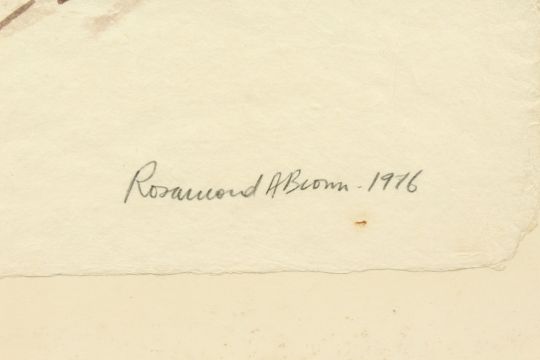 Rosamond A Brown - 1976